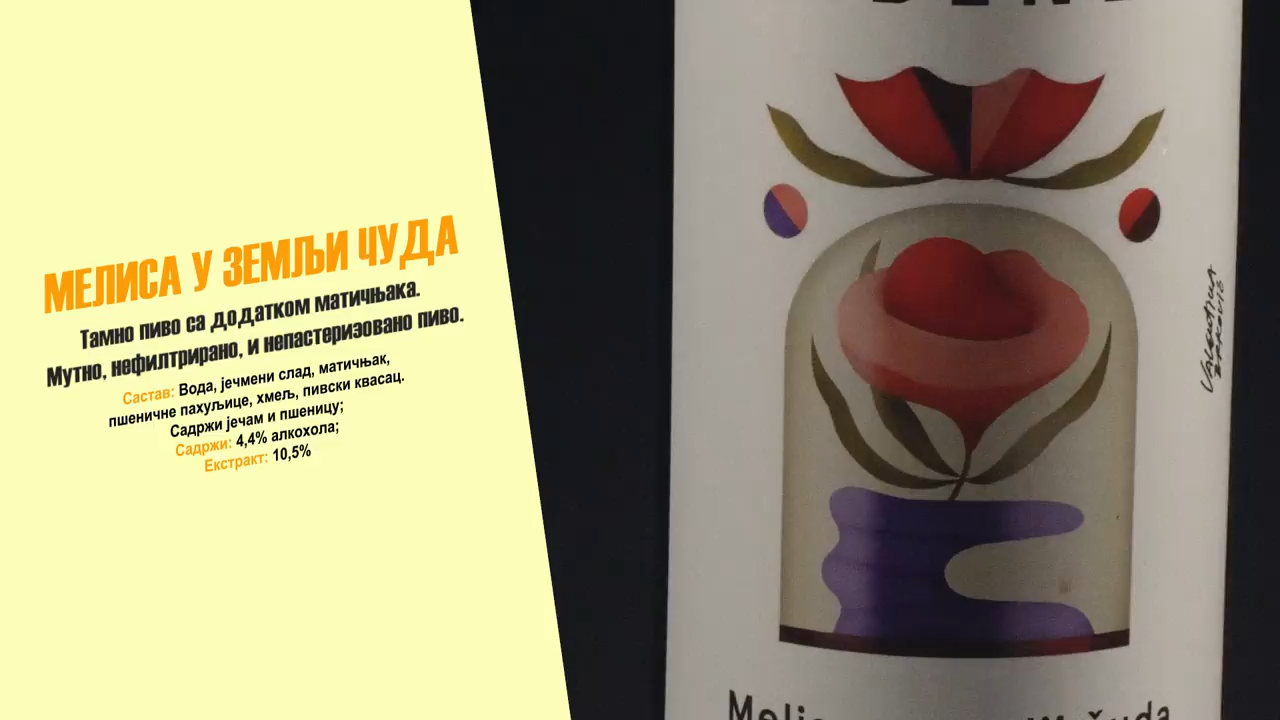 МЕЛИСА У ЗЕМЉИ ЧУДА
Тамно пиво са додатком матичњака.
Мутно, нефилтрирано, и непастеризовано пиво.
Састав: Вода, јечмени слад, матичњак,
пшеничне пахуљице, хмељ, пивски квасац.
Садржи јечам и пшеницу;
Садржи: 4,4% алкохола;
Екстракт: 10,5%
VALENTINA